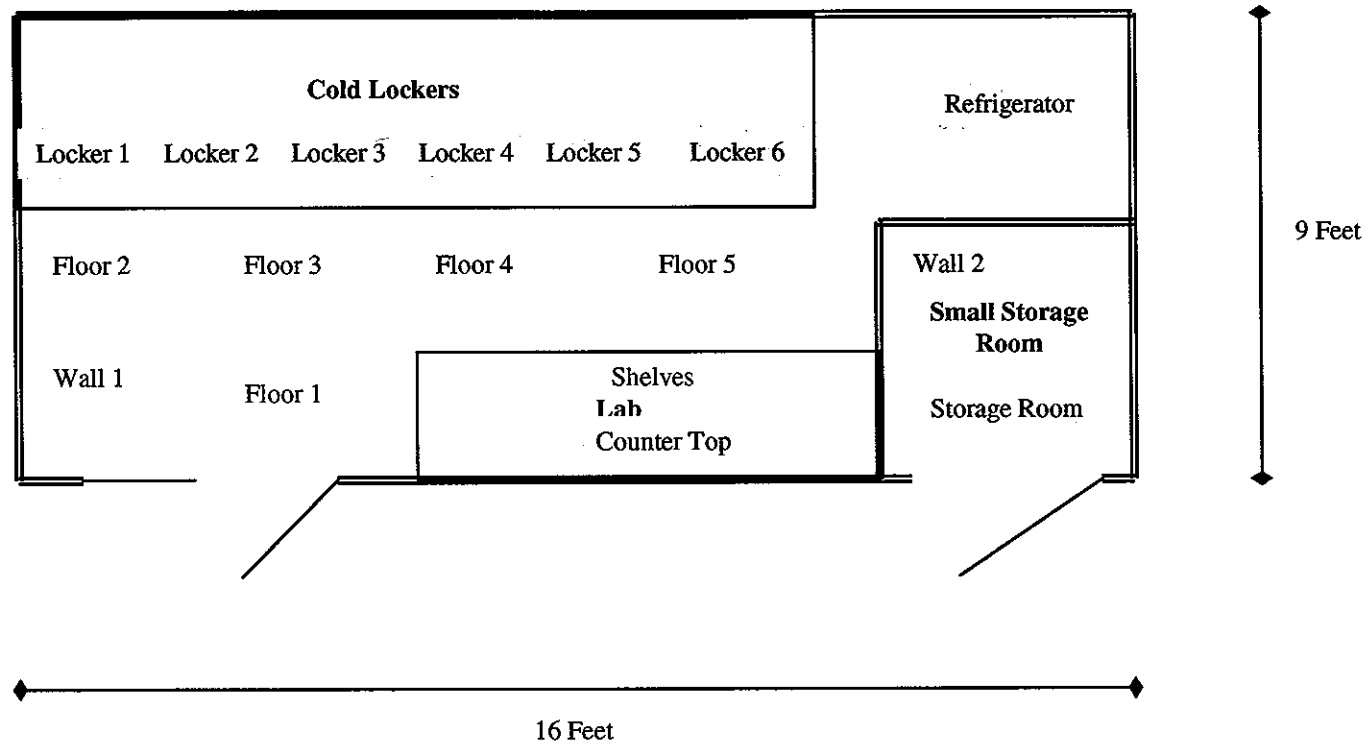 Cold Lockers
Refrigerator
Locker 1 Locker 2 Locker 3 Locker 4 Locker 5 Locker 6
9 Feet
Floor 2 Floor 3 Floor 4 Floor 5 Wall 2
Small Storage
Room
Wall 1 Floor 1 Shelves
Lab
Counter Top
Storage Room
16 Feet